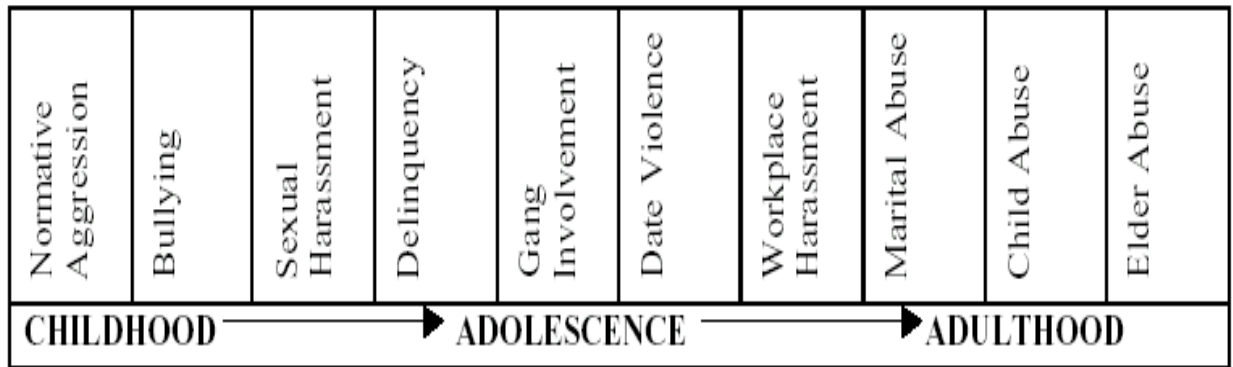 Normative
Aggression
Bullying
Sexual
Harassment
Delinquency
Gang
Involvement
Date Violence
Workplace
Harassment
Marital Abuse
Child Abuse
Elder Abuse
CHILDHOOD ADOLESCENCE ADULTHOOD